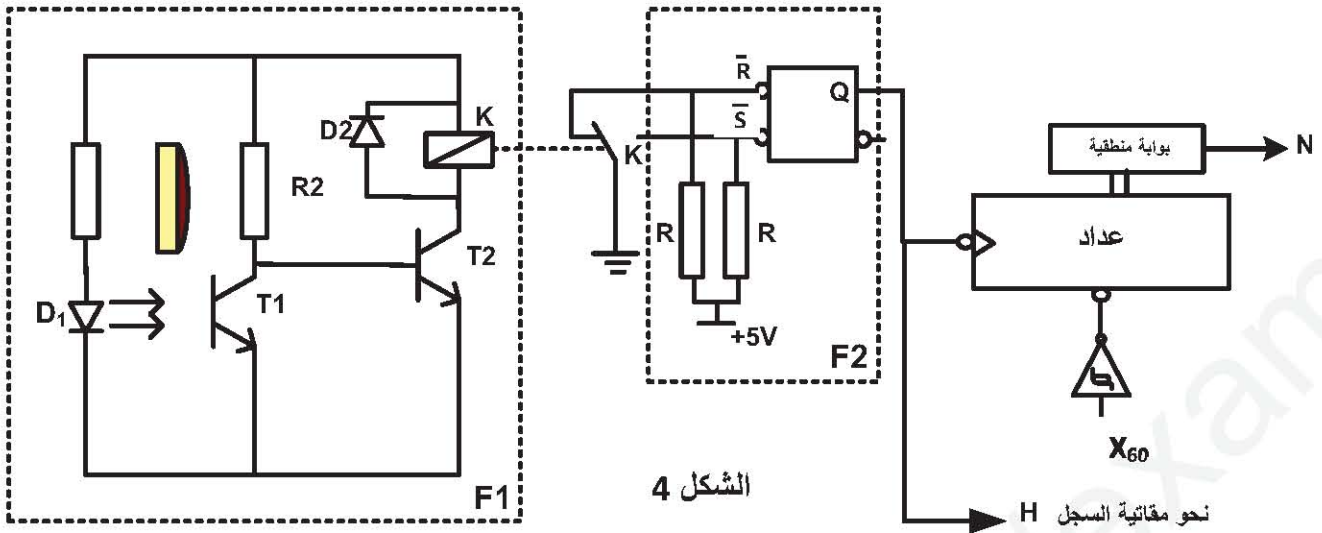 D2
K
R2
T2
T1
D₁
F1
K
R̄
S̄
Q
R
R
+5V
F2
بوابة منطقية
N
عداد
X₆₀
الشكل 4
H نحو مقاتية السجل